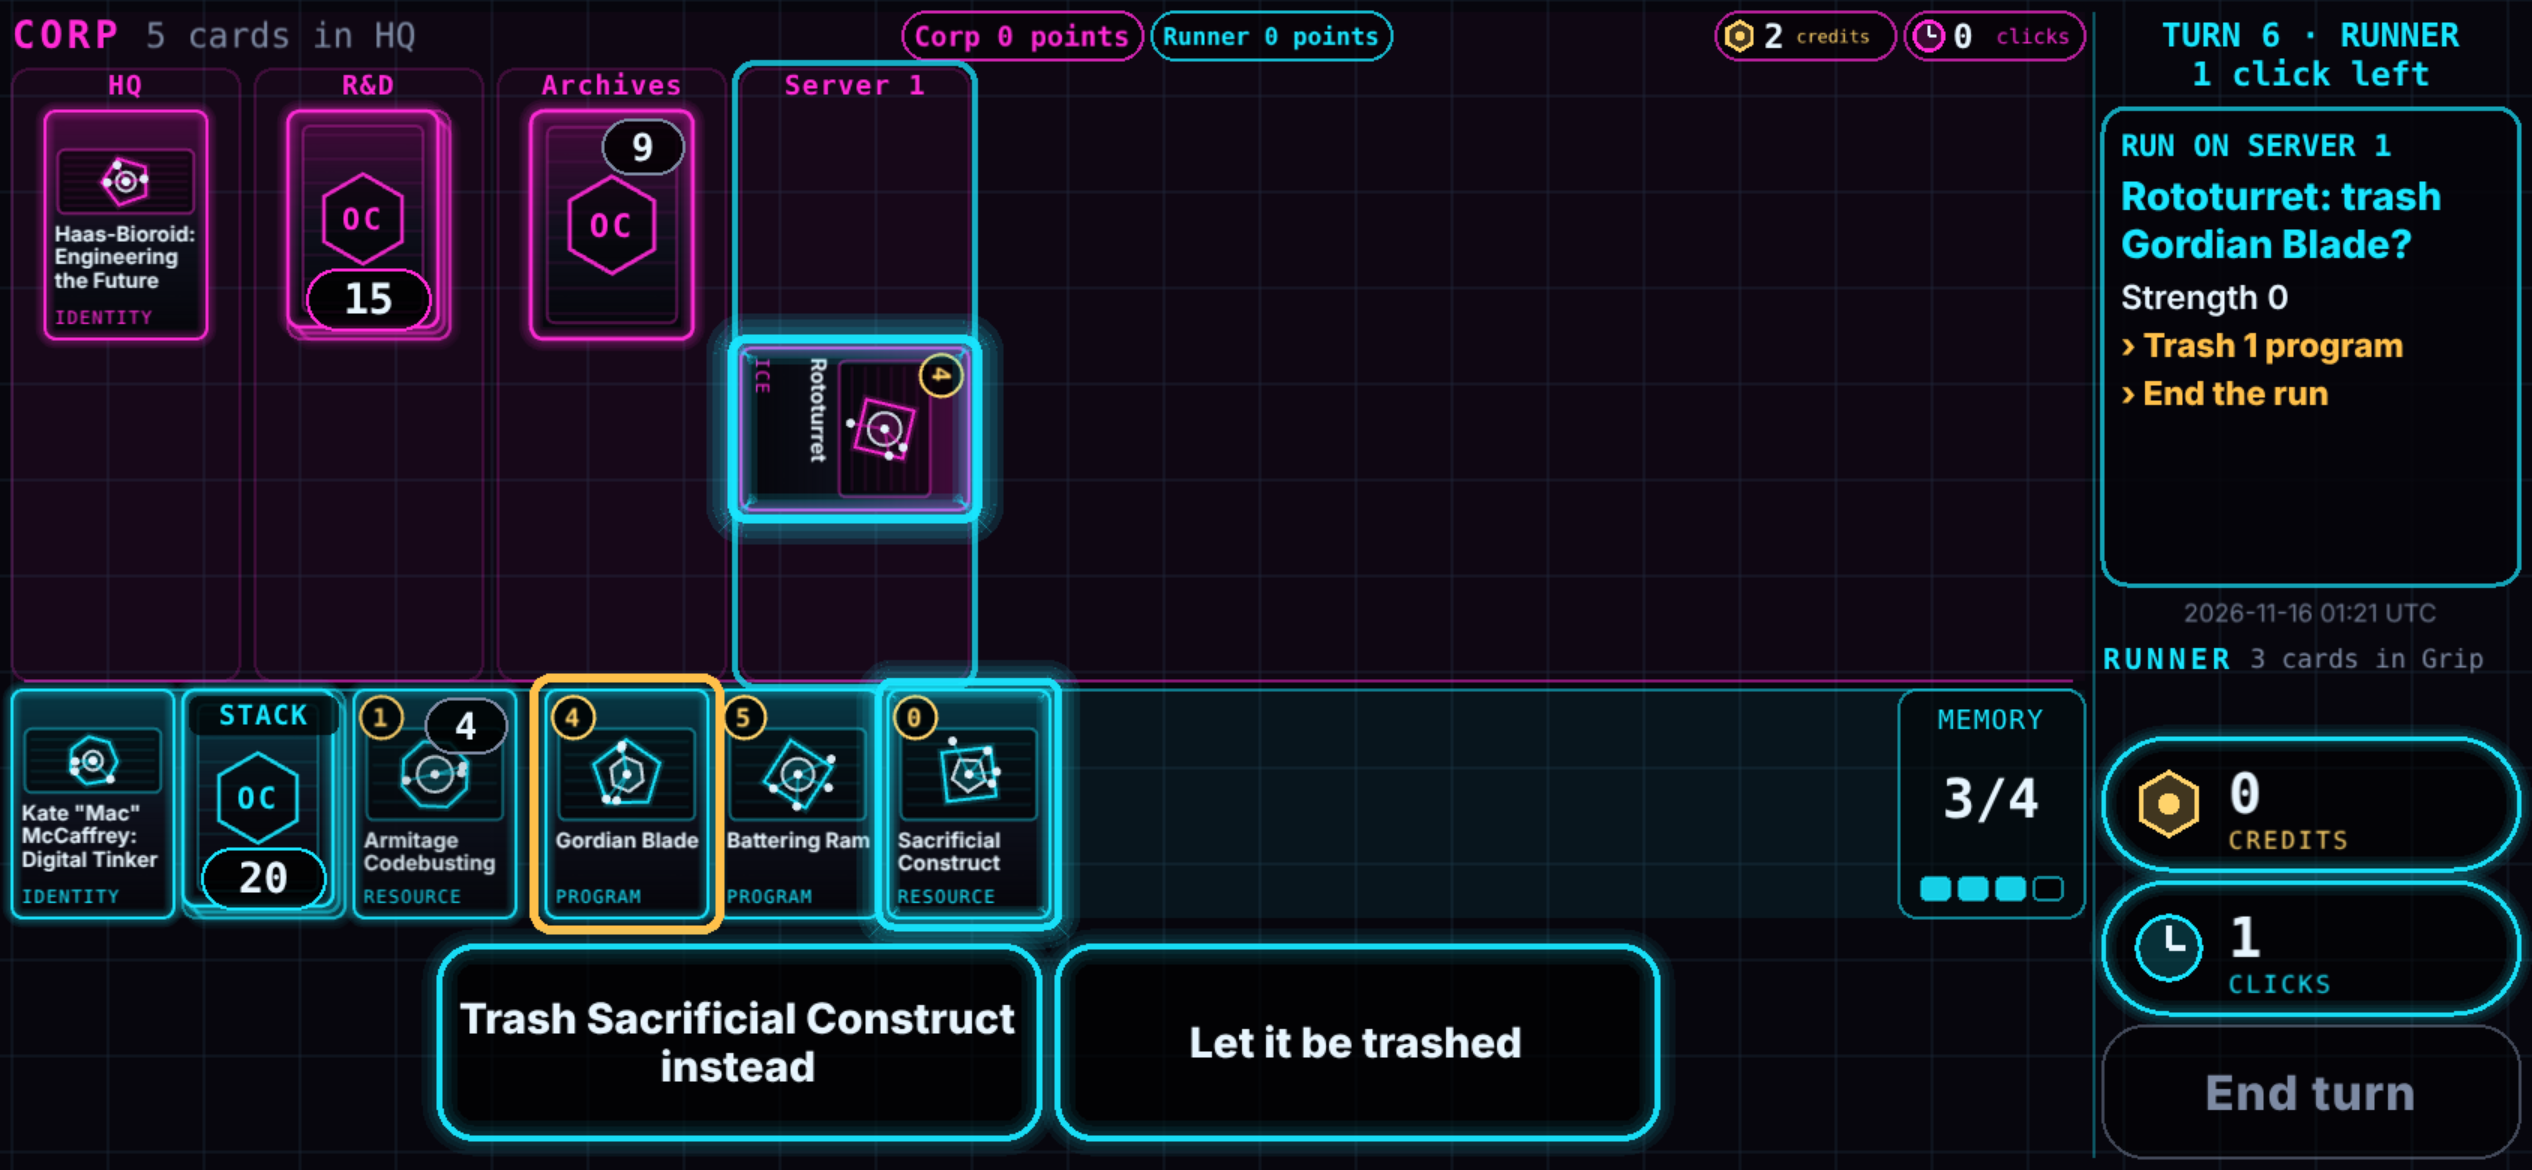 CORP 5 cards in HQ
Corp 0 points
Runner 0 points
2 credits
0 clicks
TURN 6 · RUNNER
1 click left
HQ
R&D
Archives
Server 1
Haas-Bioroid:
Engineering
the Future
IDENTITY
OC
15
9
OC
4
Rototurret
ICE
RUN ON SERVER 1
Rototurret: trash
Gordian Blade?
Strength 0
› Trash 1 program
› End the run
2026-11-16 01:21 UTC
RUNNER 3 cards in Grip
Kate "Mac"
McCaffrey:
Digital Tinker
IDENTITY
STACK
OC
20
1
4
Armitage
Codebusting
RESOURCE
4
Gordian Blade
PROGRAM
5
Battering Ram
PROGRAM
0
Sacrificial
Construct
RESOURCE
MEMORY
3/4
0
CREDITS
1
CLICKS
Trash Sacrificial Construct
instead
Let it be trashed
End turn